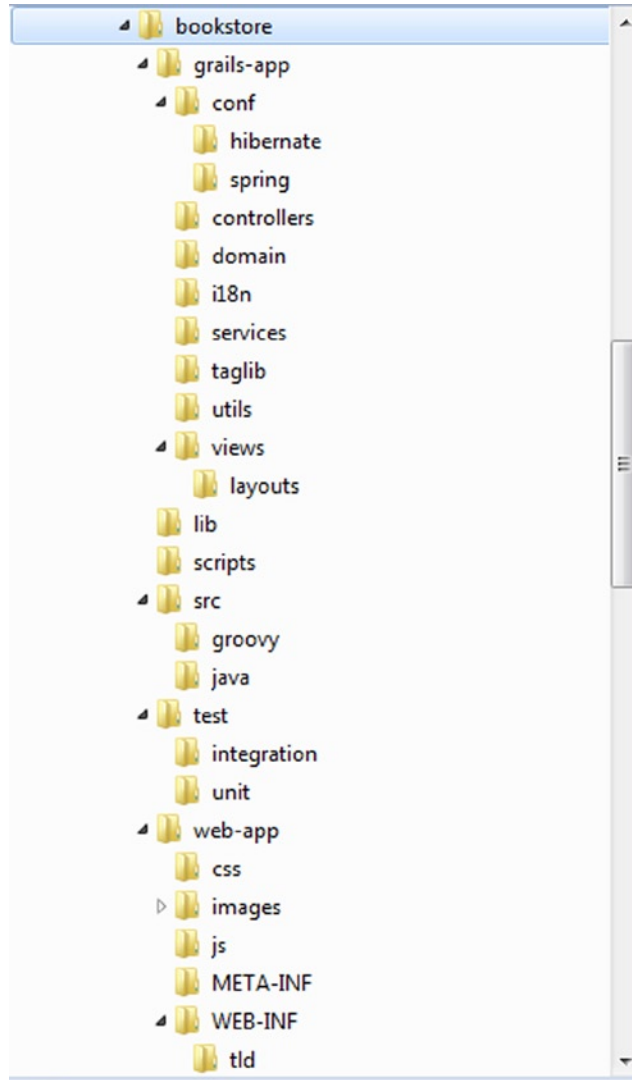 bookstore
grails-app
conf
hibernate
spring
controllers
domain
i18n
services
taglib
utils
views
layouts
lib
scripts
src
groovy
java
test
integration
unit
web-app
css
images
js
META-INF
WEB-INF
tld